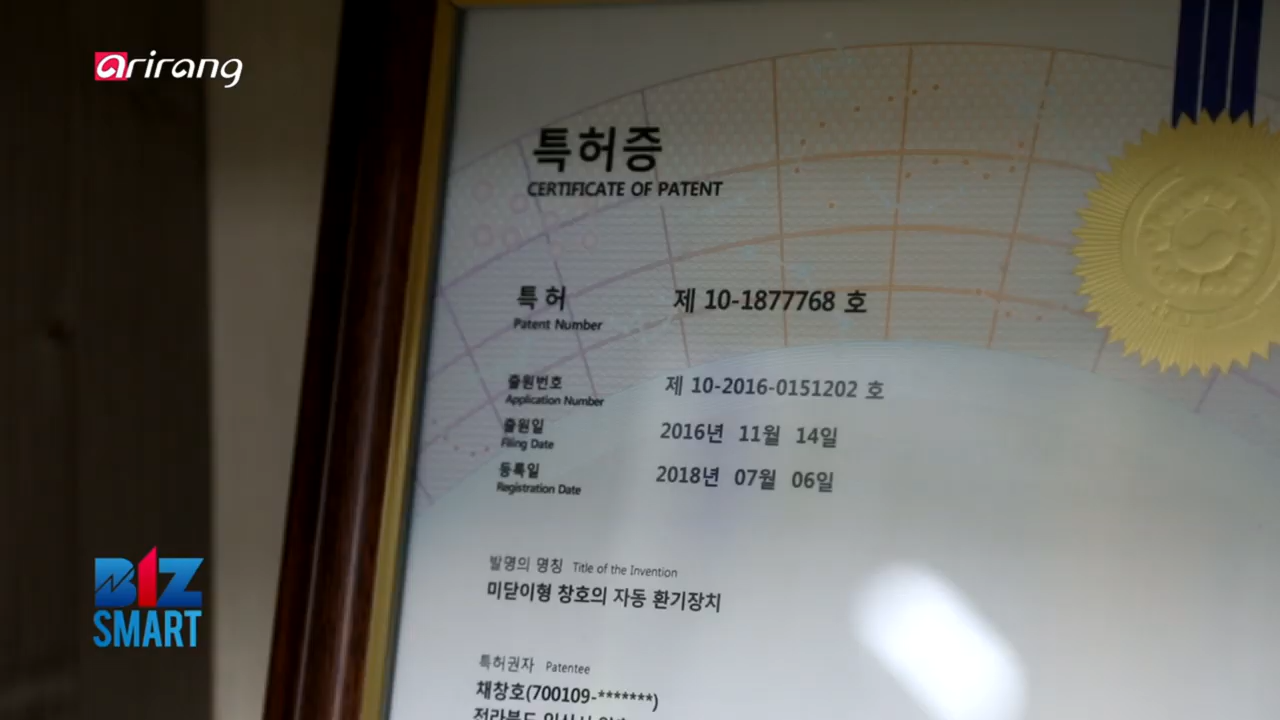 arirang
특허증
CERTIFICATE OF PATENT
특 허
Patent Number
제 10-1877768 호
출원번호
Application Number
제 10-2016-0151202 호
출원일
Filing Date
2016년 11월 14일
등록일
Registration Date
2018년 07월 06일
발명의 명칭 Title of the Invention
미닫이형 창호의 자동 환기장치
특허권자 Patentee
채창호(700109-*******)
BIZ
SMART